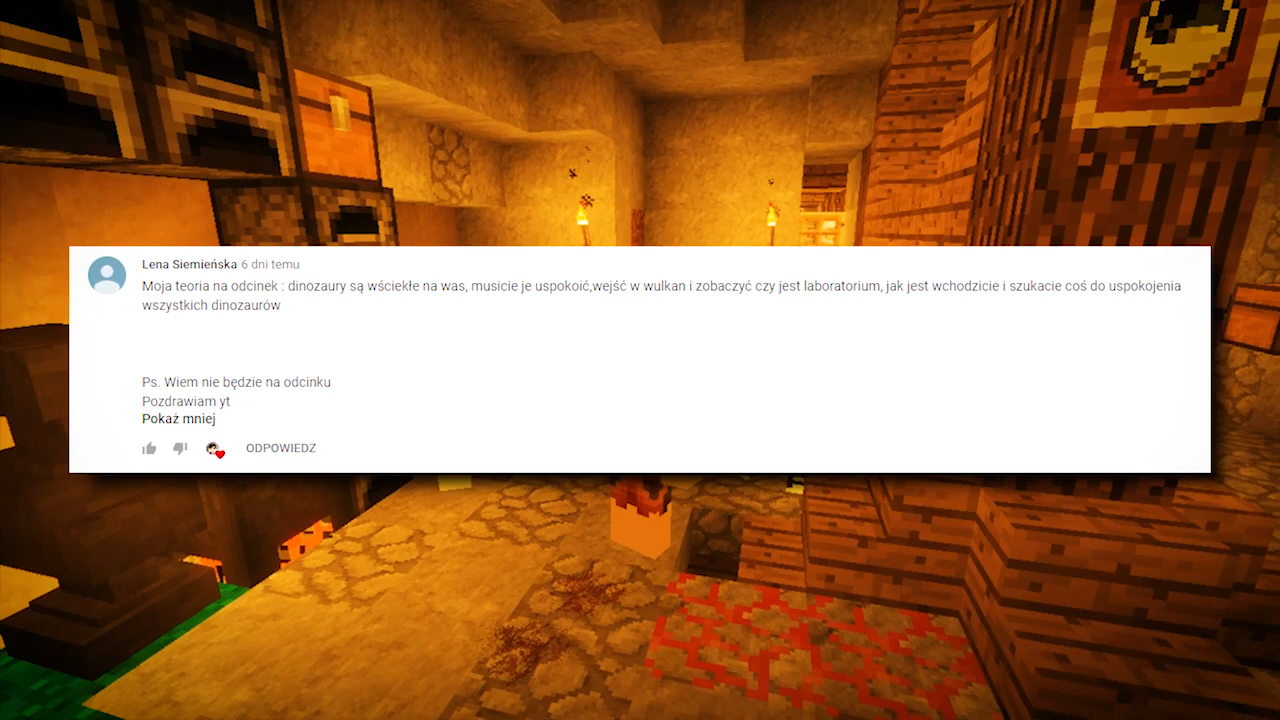 Lena Siemieńska 6 dni temu
Moja teoria na odcinek : dinozaury są wściekłe na was, musicie je uspokoić,wejść w wulkan i zobaczyć czy jest laboratorium, jak jest wchodzicie i szukacie coś do uspokojenia
wszystkich dinozaurów
Ps. Wiem nie będzie na odcinku
Pozdrawiam yt
Pokaż mniej
ODPOWIEDZ